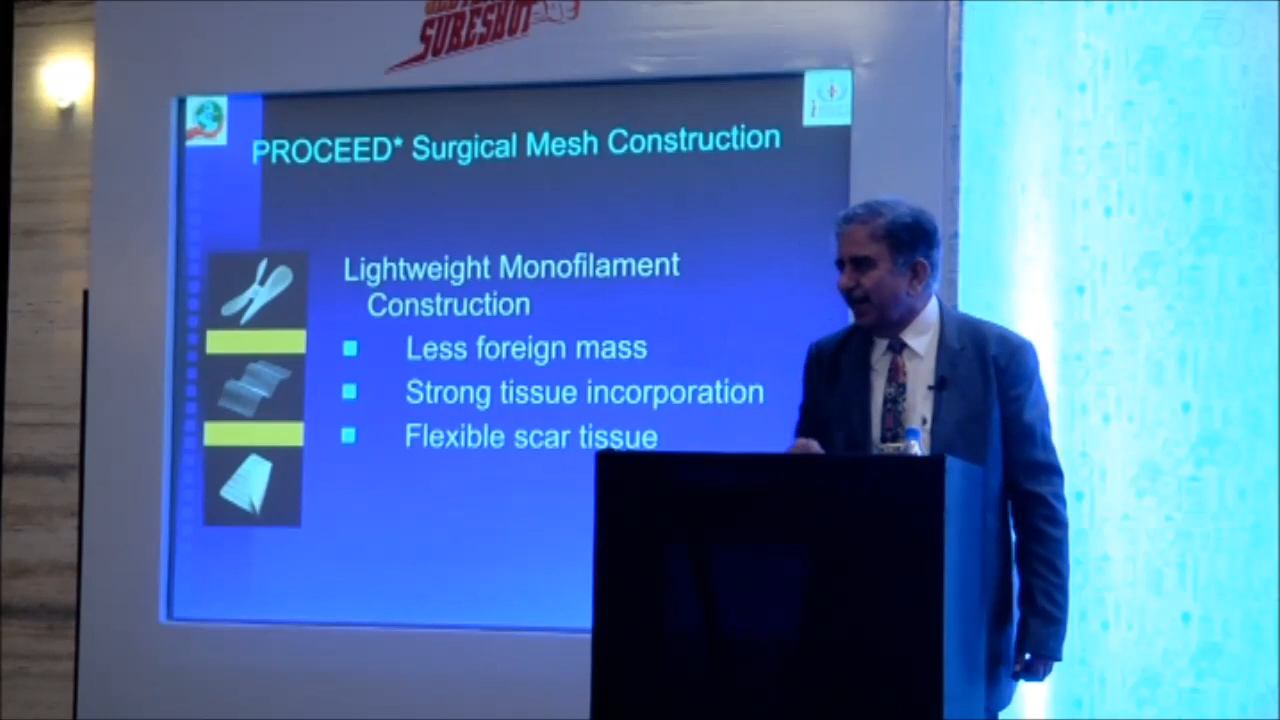 SURESHOT
PROCEED* Surgical Mesh Construction
Lightweight Monofilament
Construction
Less foreign mass
Strong tissue incorporation
Flexible scar tissue